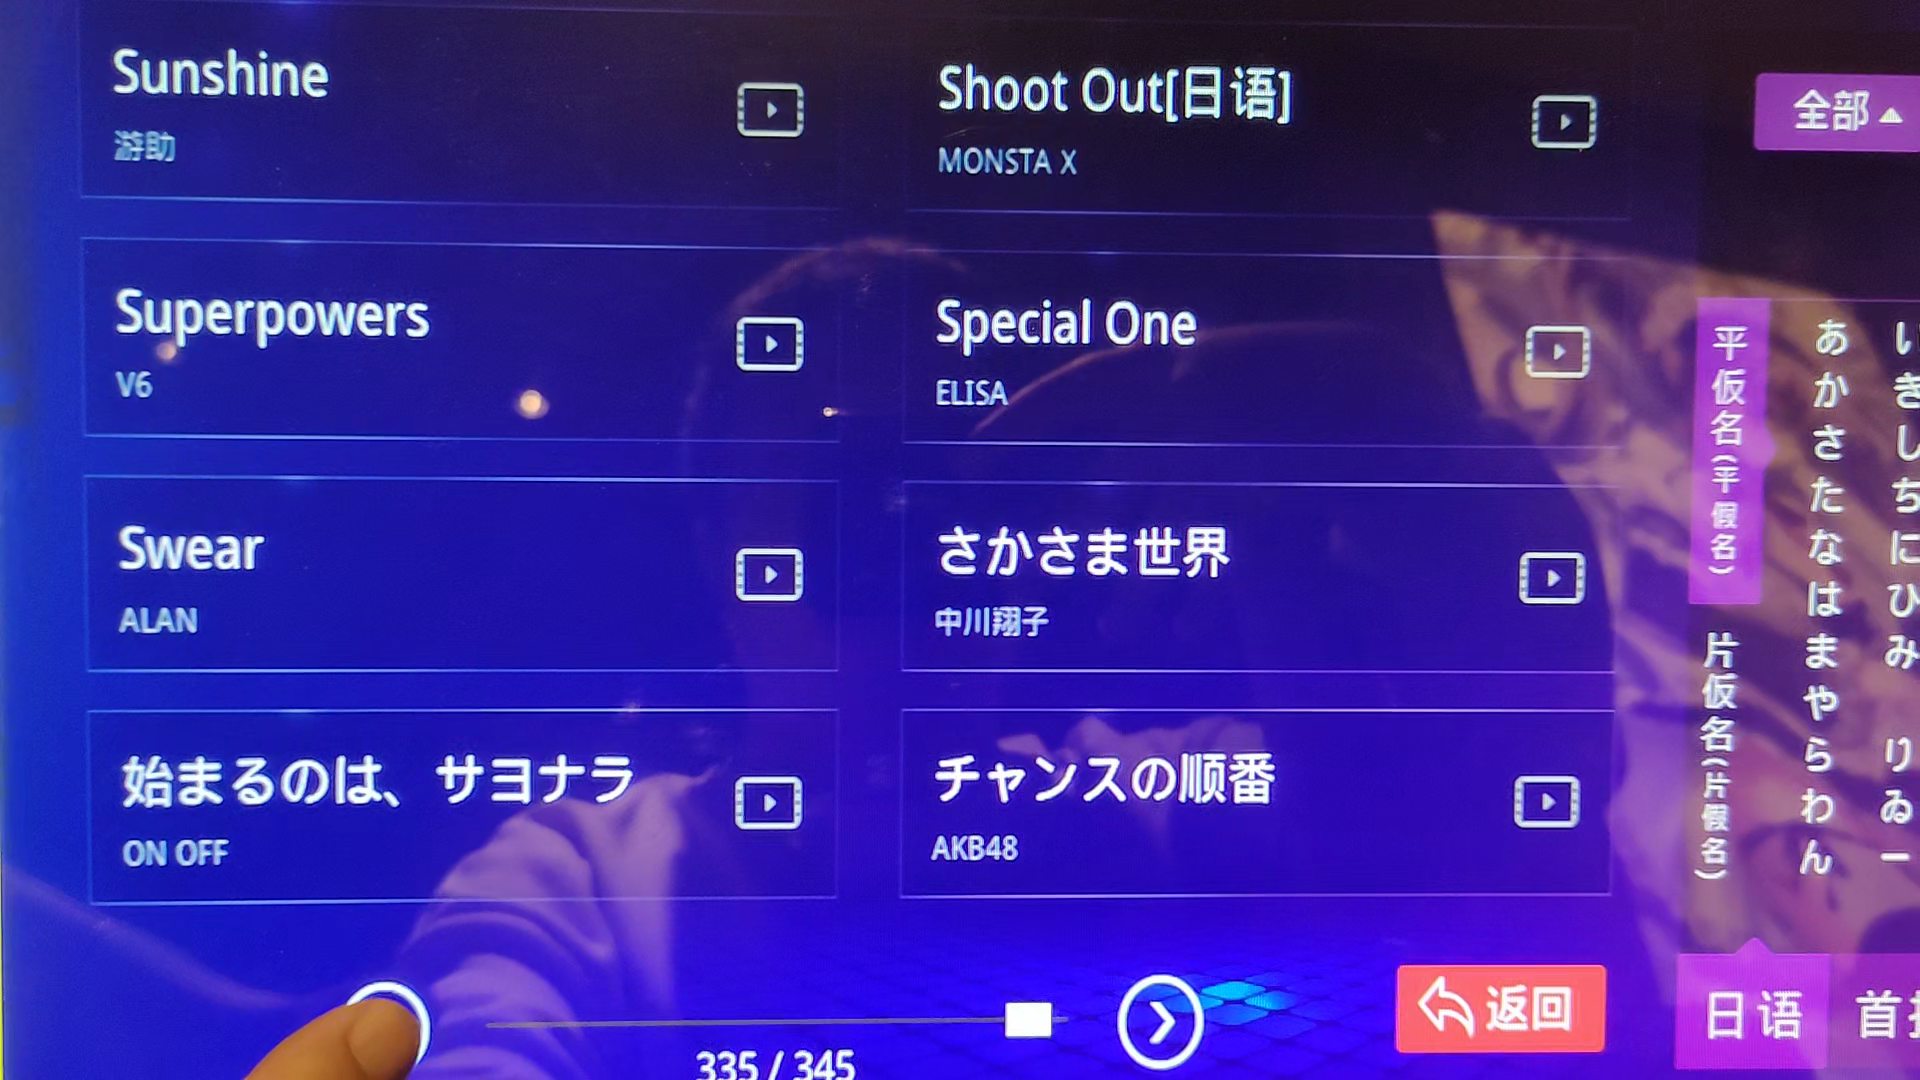 Sunshine
游助
Shoot Out[日语]
MONSTA X
全部
Superpowers
V6
Special One
ELISA
Swear
ALAN
さかさま世界
中川翔子
始まるのは、サヨナラ
ON OFF
チャンスの顺番
AKB48
平仮名(平假名)
片仮名(片假名)
あかさたなはまやらわん
いきしちにひみ りゐー
335 / 345
返回
日语
首